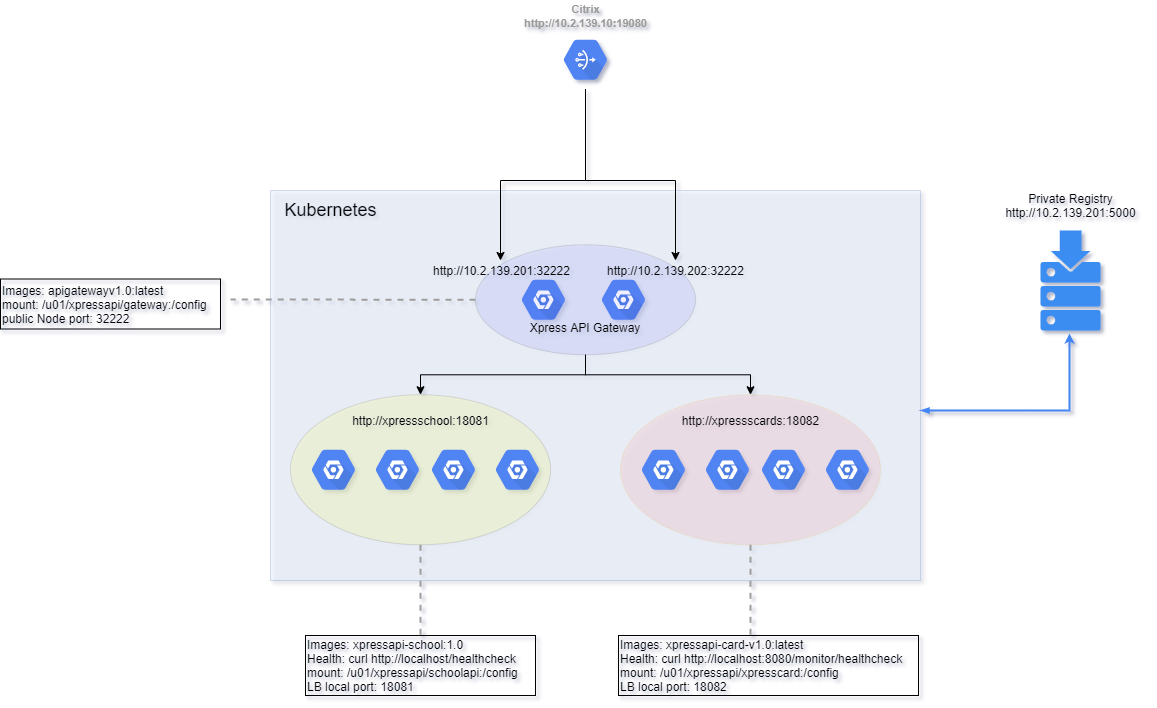 Citrix
http://10.2.139.10:19080
Kubernetes
Private Registry
http://10.2.139.201:5000
http://10.2.139.201:32222
http://10.2.139.202:32222
Images: apigatewayv1.0:latest
mount: /u01/xpressapi/gateway:/config
public Node port: 32222
Xpress API Gateway
http://xpressschool:18081
http://xpressscards:18082
Images: xpressapi-school:1.0
Health: curl http://localhost/healthcheck
mount: /u01/xpressapi/schoolapi:/config
LB local port: 18081
Images: xpressapi-card-v1.0:latest
Health: curl http://localhost:8080/monitor/healthcheck
mount: /u01/xpressapi/xpresscard:/config
LB local port: 18082